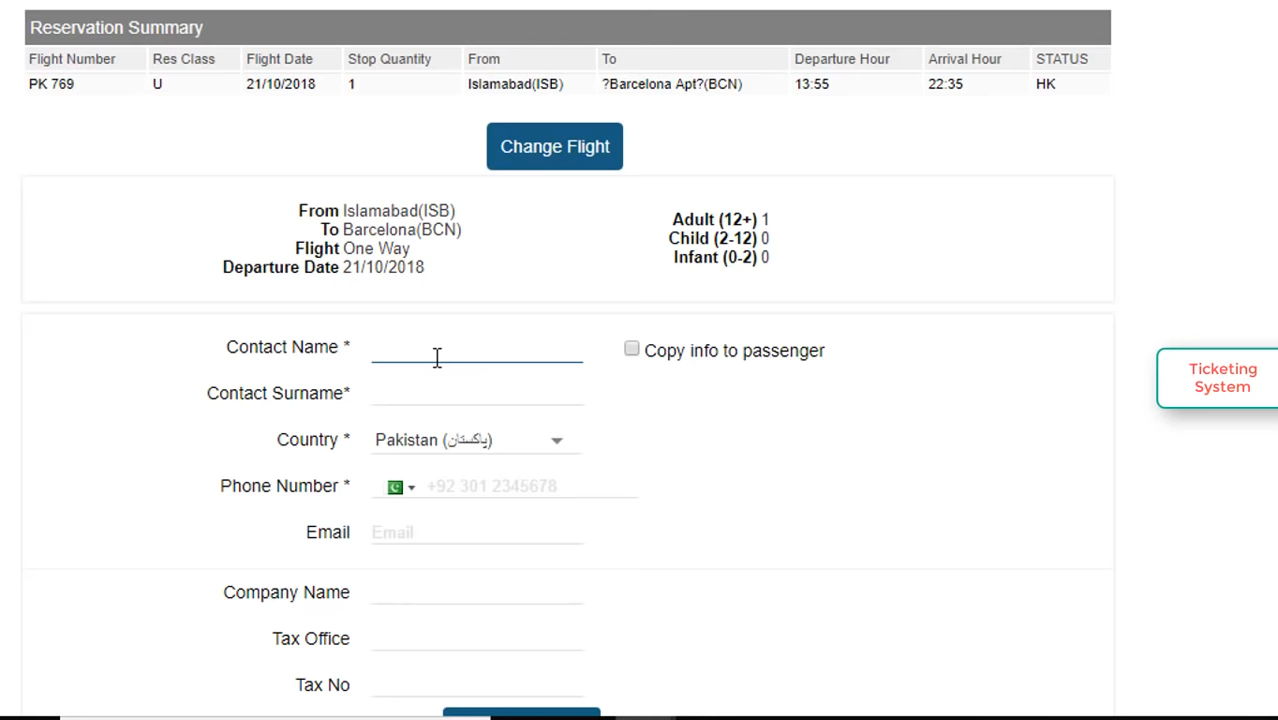 Reservation Summary
Flight Number Res Class Flight Date Stop Quantity From To Departure Hour Arrival Hour STATUS
PK 769 U 21/10/2018 1 Islamabad(ISB) ?Barcelona Apt?(BCN) 13:55 22:35 HK
Change Flight
From Islamabad(ISB)
To Barcelona(BCN)
Flight One Way
Departure Date 21/10/2018
Adult (12+) 1
Child (2-12) 0
Infant (0-2) 0
Contact Name *
Copy info to passenger
Contact Surname*
Country * Pakistan (پاکستان)
Phone Number * +92 301 2345678
Email Email
Company Name
Tax Office
Tax No
Ticketing
System